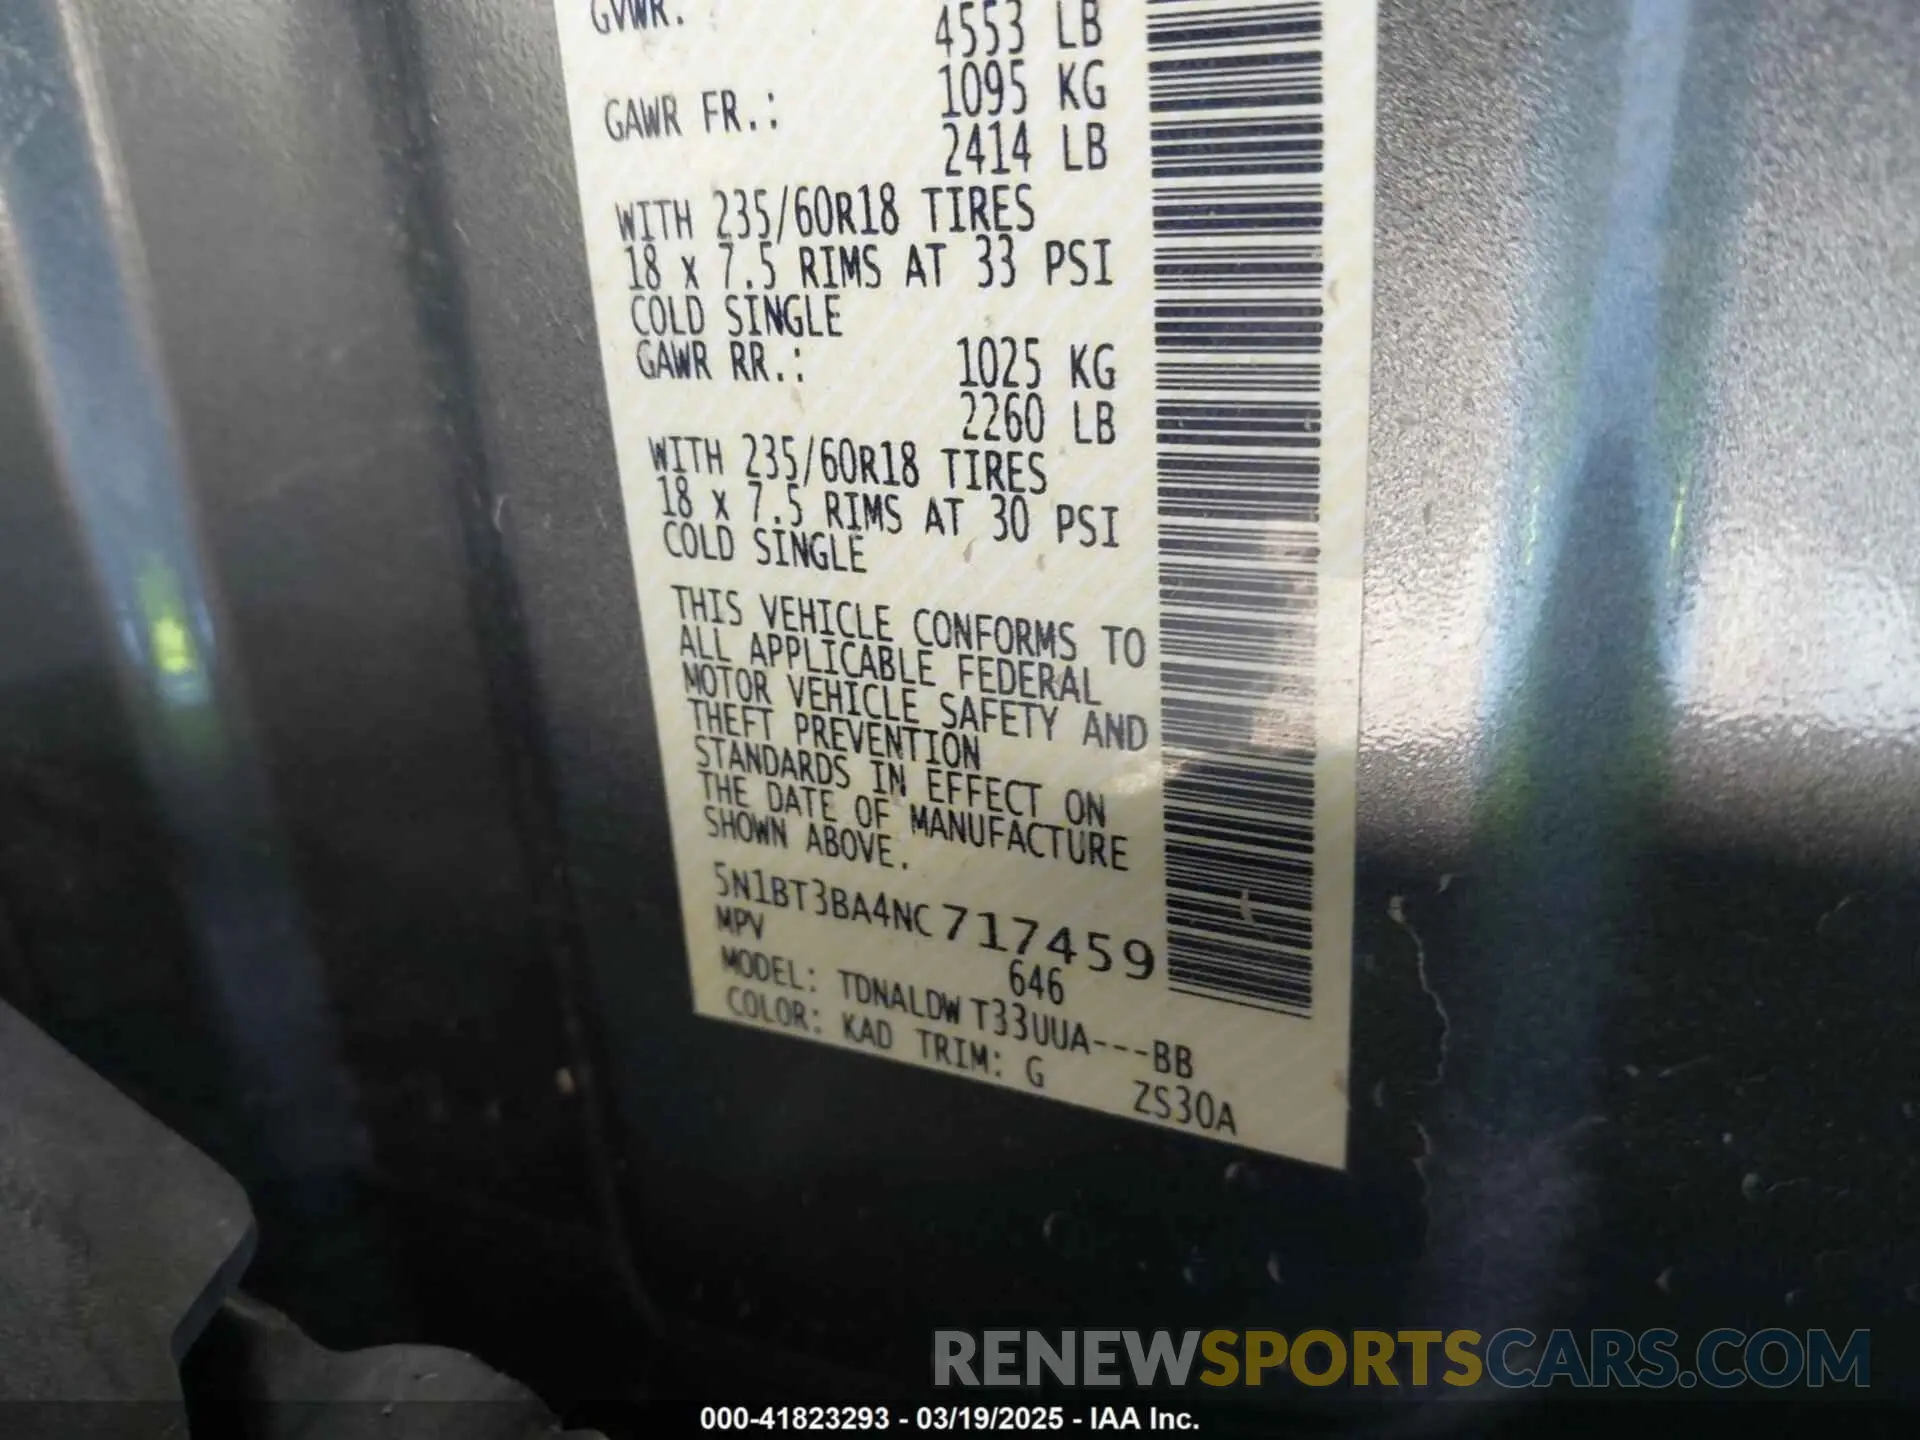 GVWR.
4553 LB
GAWR FR.: 1095 KG
2414 LB
WITH 235/60R18 TIRES
18 x 7.5 RIMS AT 33 PSI
COLD SINGLE
GAWR RR.: 1025 KG
2260 LB
WITH 235/60R18 TIRES
18 x 7.5 RIMS AT 30 PSI
COLD SINGLE
THIS VEHICLE CONFORMS TO
ALL APPLICABLE FEDERAL
MOTOR VEHICLE SAFETY AND
THEFT PREVENTION
STANDARDS IN EFFECT ON
THE DATE OF MANUFACTURE
SHOWN ABOVE.
5N1BT3BA4NC717459
MPV 646
MODEL: TDNALDW T33UUA---BB
COLOR: KAD TRIM: G ZS30A
RENEWSPORTSCARS.COM
000-41823293 - 03/19/2025 - IAA Inc.